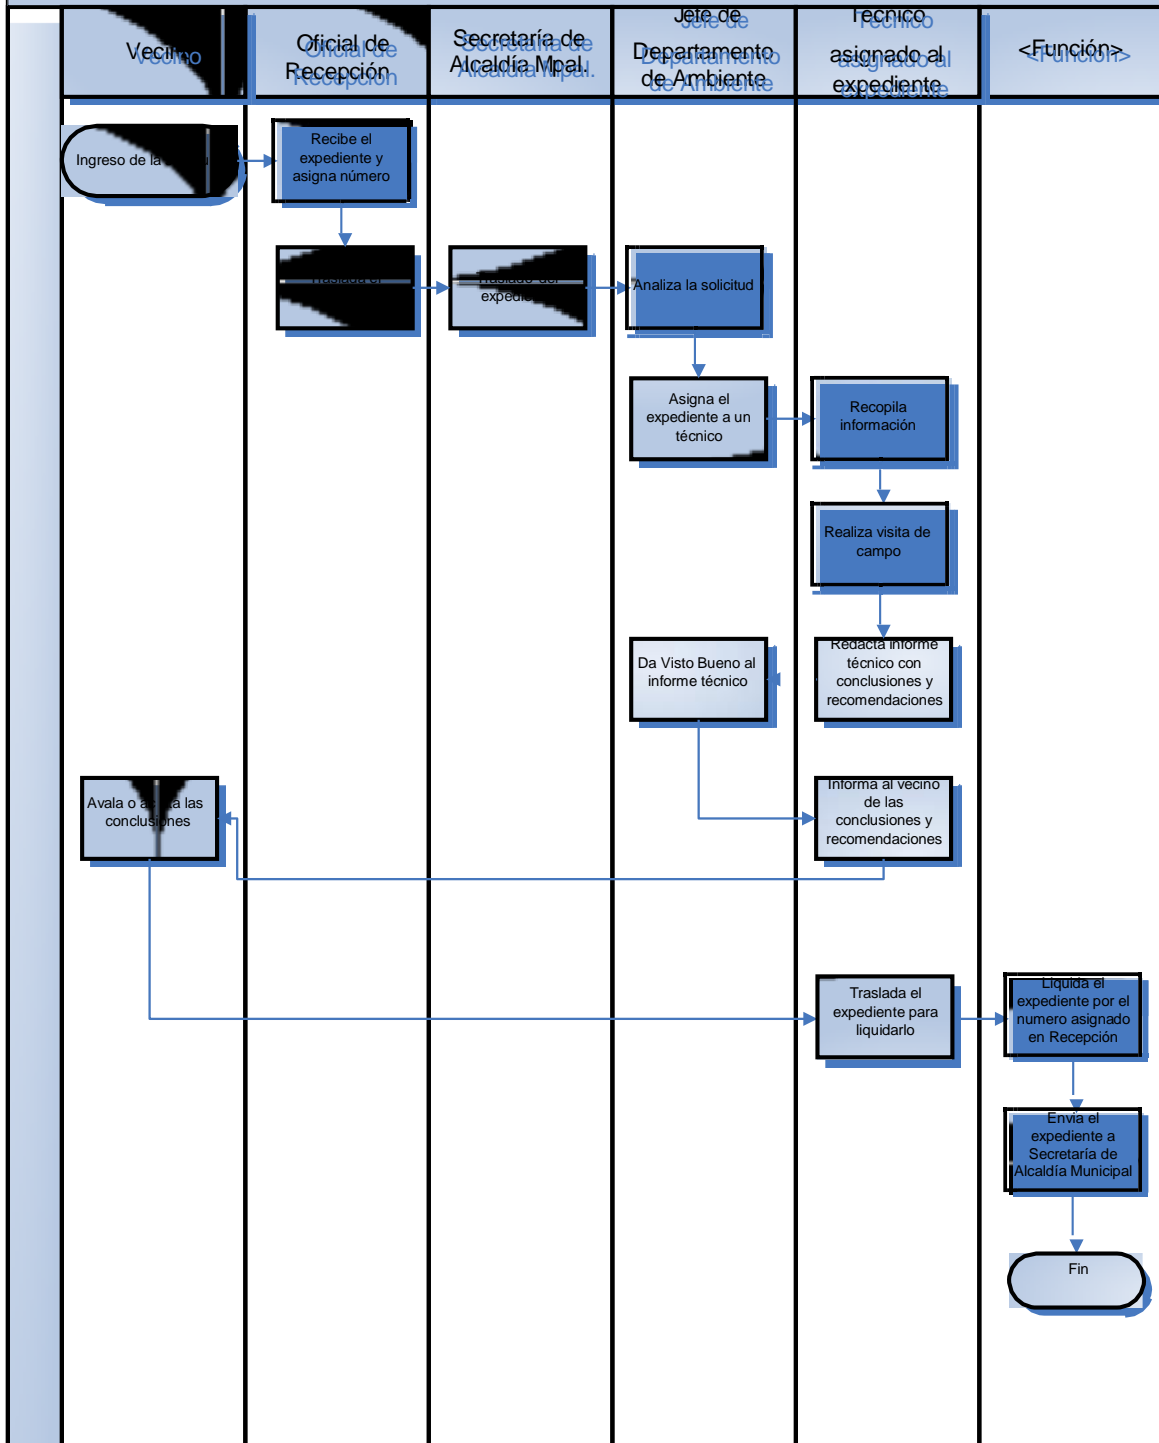 Vecino
Oficial de
Recepción
Secretaría de
Alcaldía Mpal.
Jefe de
Departamento
de Ambiente
Técnico
asignado al
expediente
<Función>
Ingreso de la
Recibe el
expediente y
asigna número
Traslada el
Traslado del
Analiza la solicitud
Asigna el
expediente a un
técnico
Recopila
información
Realiza visita de
campo
Redacta informe
técnico con
conclusiones y
recomendaciones
Da Visto Bueno al
informe técnico
Informa al vecino
de las
conclusiones y
recomendaciones
Avala o las
conclusiones
Traslada el
expediente para
liquidarlo
Liquida el
expediente por el
numero asignado
en Recepción
Envía el
expediente a
Secretaría de
Alcaldía Municipal
Fin